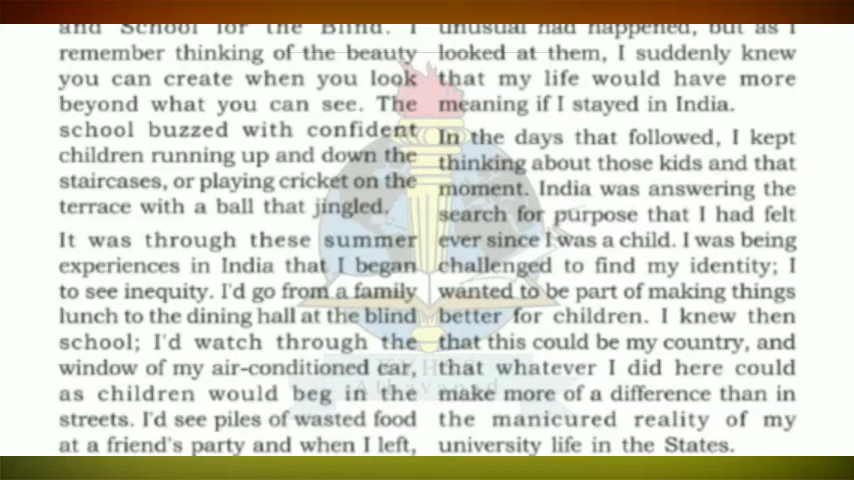 and School for the Blind. I
remember thinking of the beauty
you can create when you look
beyond what you can see. The
school buzzed with confident
children running up and down the
staircases, or playing cricket on the
terrace with a ball that jingled.
It was through these summer
experiences in India that I began
to see inequity. I'd go from a family
lunch to the dining hall at the blind
school; I'd watch through the
window of my air-conditioned car,
as children would beg in the
streets. I'd see piles of wasted food
at a friend's party and when I left,
unusual had happened, but as I
looked at them, I suddenly knew
that my life would have more
meaning if I stayed in India.
In the days that followed, I kept
thinking about those kids and that
moment. India was answering the
search for purpose that I had felt
ever since I was a child. I was being
challenged to find my identity; I
wanted to be part of making things
better for children. I knew then
that this could be my country, and
that whatever I did here could
make more of a difference than in
the manicured reality of my
university life in the States.